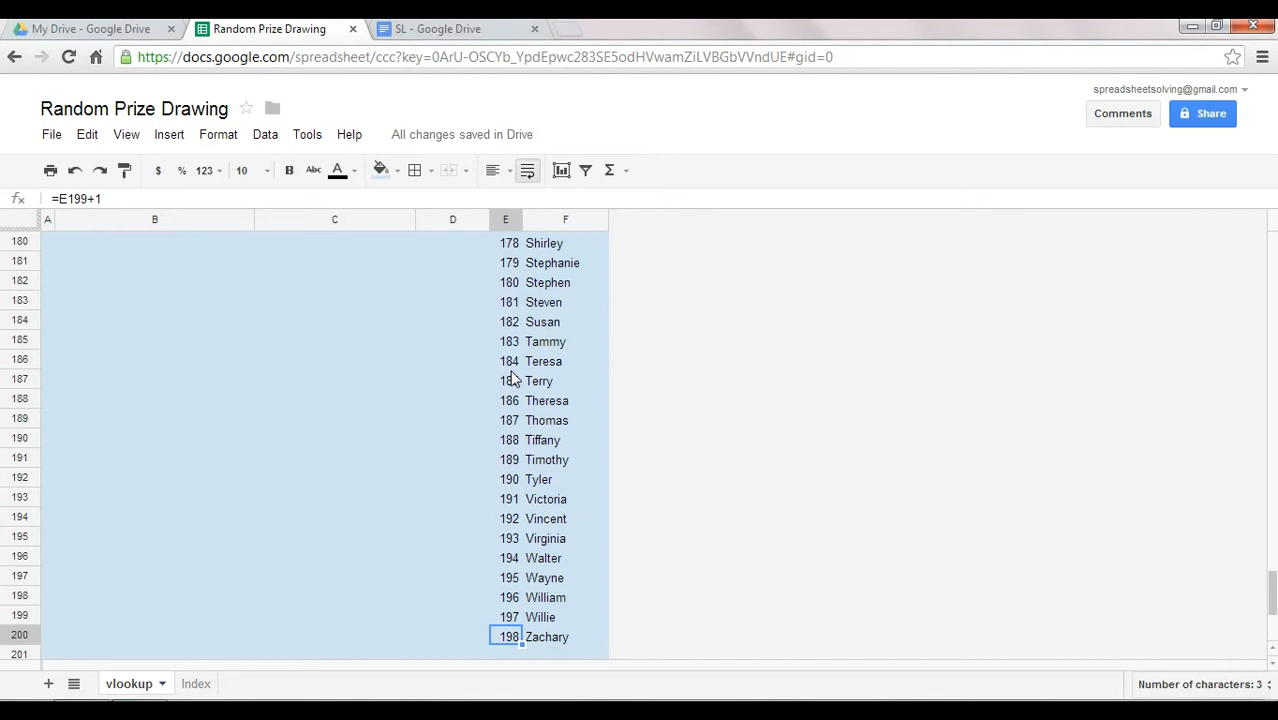 My Drive - Google Drive
Random Prize Drawing
SL - Google Drive
https://docs.google.com/spreadsheet/ccc?key=0ArU-OSCYb_YpdEpwc283SE5odHVwamZiLVBGbVVndUE#gid=0
spreadsheetsolving@gmail.com
Random Prize Drawing
Comments
Share
File Edit View Insert Format Data Tools Help All changes saved in Drive
$ % 123 10 B Abc A Σ
fx =E199+1
A B C D E F
180 178 Shirley
181 179 Stephanie
182 180 Stephen
183 181 Steven
184 182 Susan
185 183 Tammy
186 184 Teresa
187 Terry
188 186 Theresa
189 187 Thomas
190 188 Tiffany
191 189 Timothy
192 190 Tyler
193 191 Victoria
194 192 Vincent
195 193 Virginia
196 194 Walter
197 195 Wayne
198 196 William
199 197 Willie
200 198 Zachary
201
+ vlookup Index
Number of characters: 3